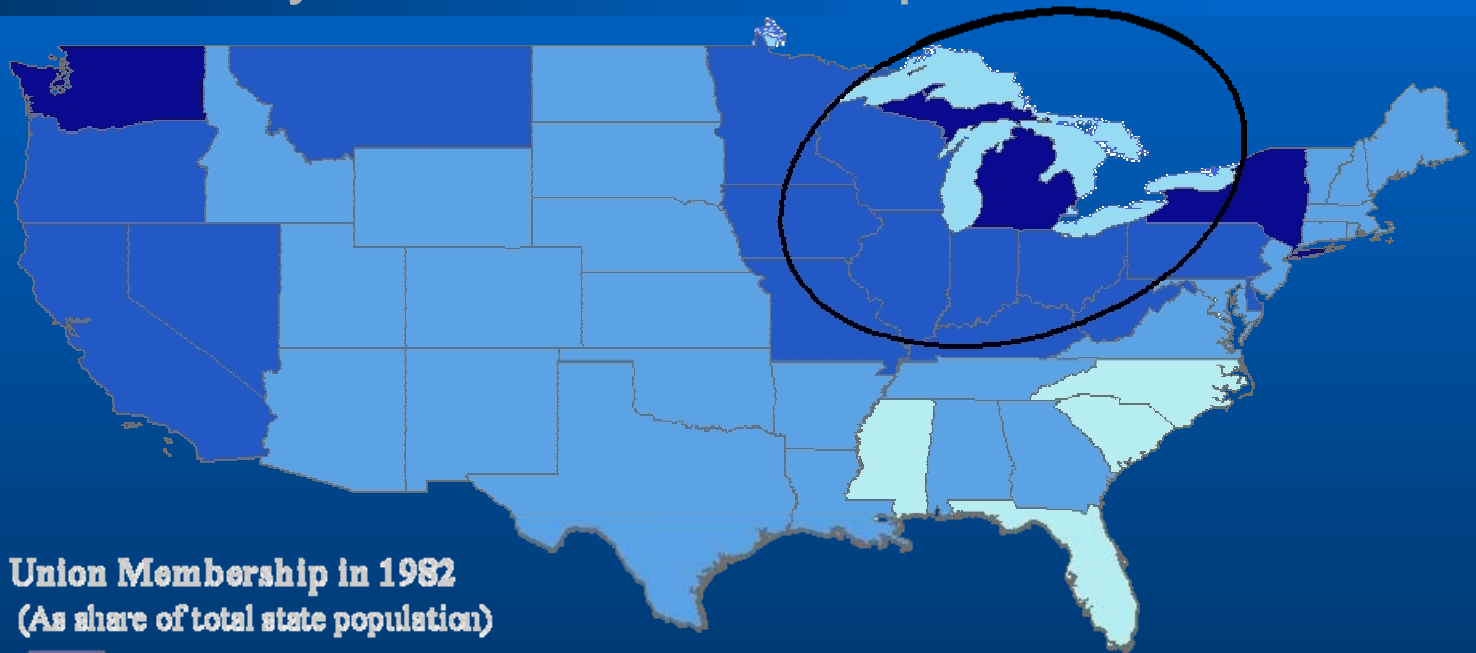 Union Membership in 1982
(As share of total state population)